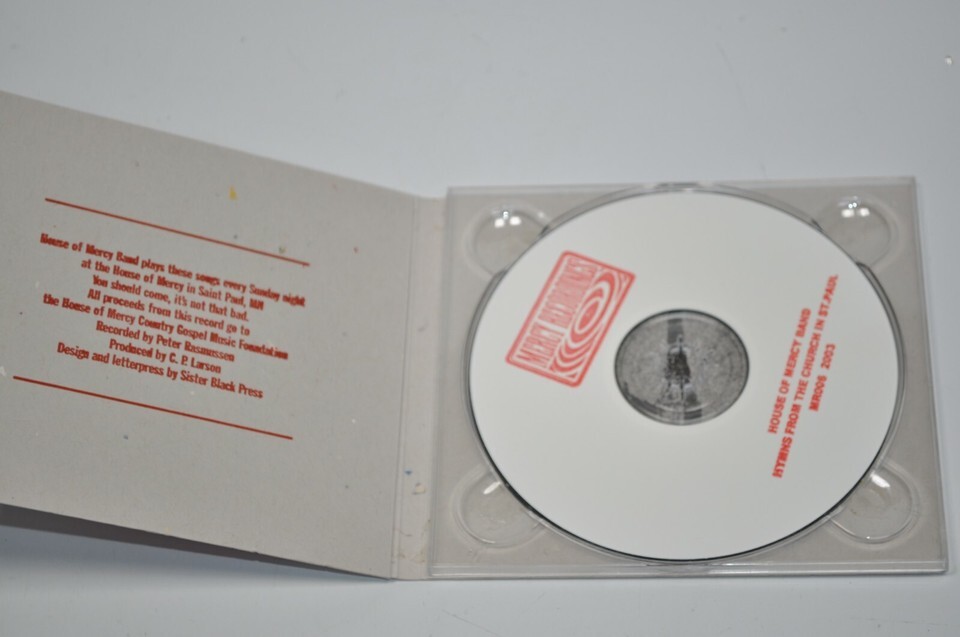 House of Mercy Band plays these songs every Sunday night
at the House of Mercy in Saint Paul, MN
You should come, it's not that bad.
All proceeds from this record go to
the House of Mercy Country Gospel Music Foundation
Recorded by Peter Rasmussen
Produced by C. P. Larson
Design and letterpress by Sister Black Press
MERCY RECORDINGS
HOUSE OF MERCY BAND
HYMNS FROM THE CHURCH IN ST. PAUL
MR006 2003